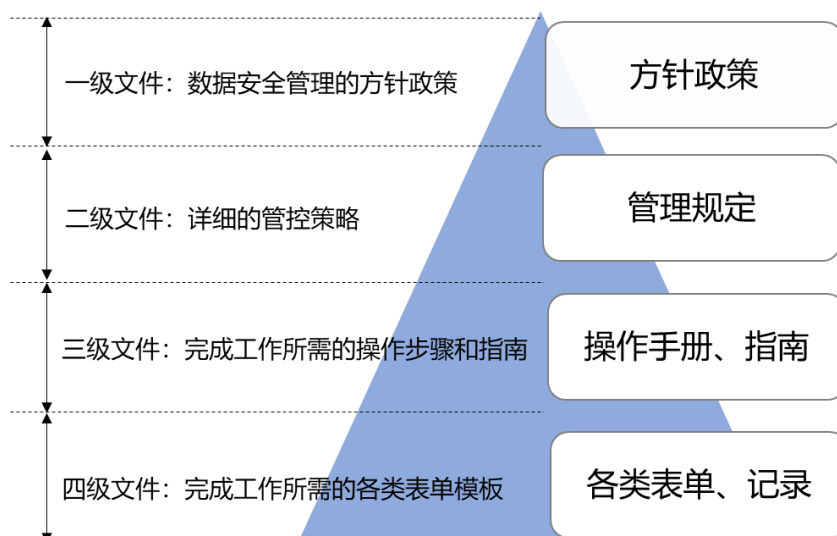 一级文件：数据安全管理的方针政策
方针政策
二级文件：详细的管控策略
管理规定
三级文件：完成工作所需的操作步骤和指南
操作手册、指南
四级文件：完成工作所需的各类表单模板
各类表单、记录